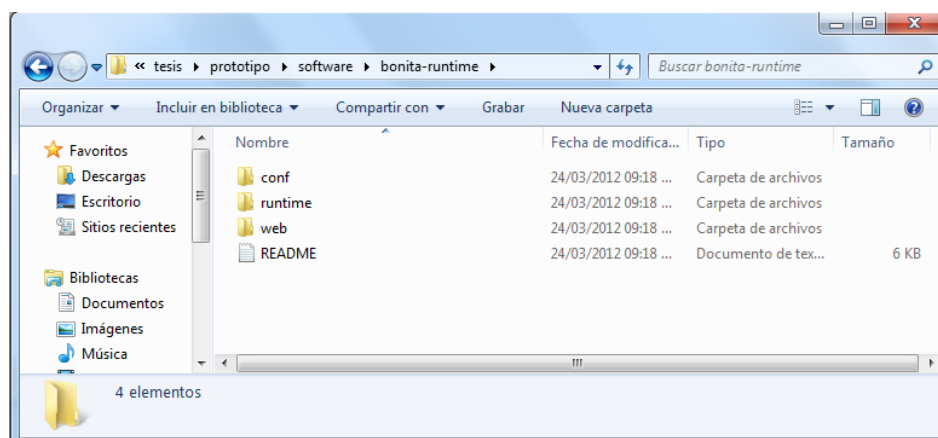 « tesis ▸ prototipo ▸ software ▸ bonita-runtime ▸ Buscar bonita-runtime
Organizar Incluir en biblioteca Compartir con Grabar Nueva carpeta
Favoritos
Descargas
Escritorio
Sitios recientes
Bibliotecas
Documentos
Imágenes
Música
Nombre Fecha de modifica... Tipo Tamaño
conf 24/03/2012 09:18 ... Carpeta de archivos
runtime 24/03/2012 09:18 ... Carpeta de archivos
web 24/03/2012 09:18 ... Carpeta de archivos
README 24/03/2012 09:18 ... Documento de tex... 6 KB
4 elementos